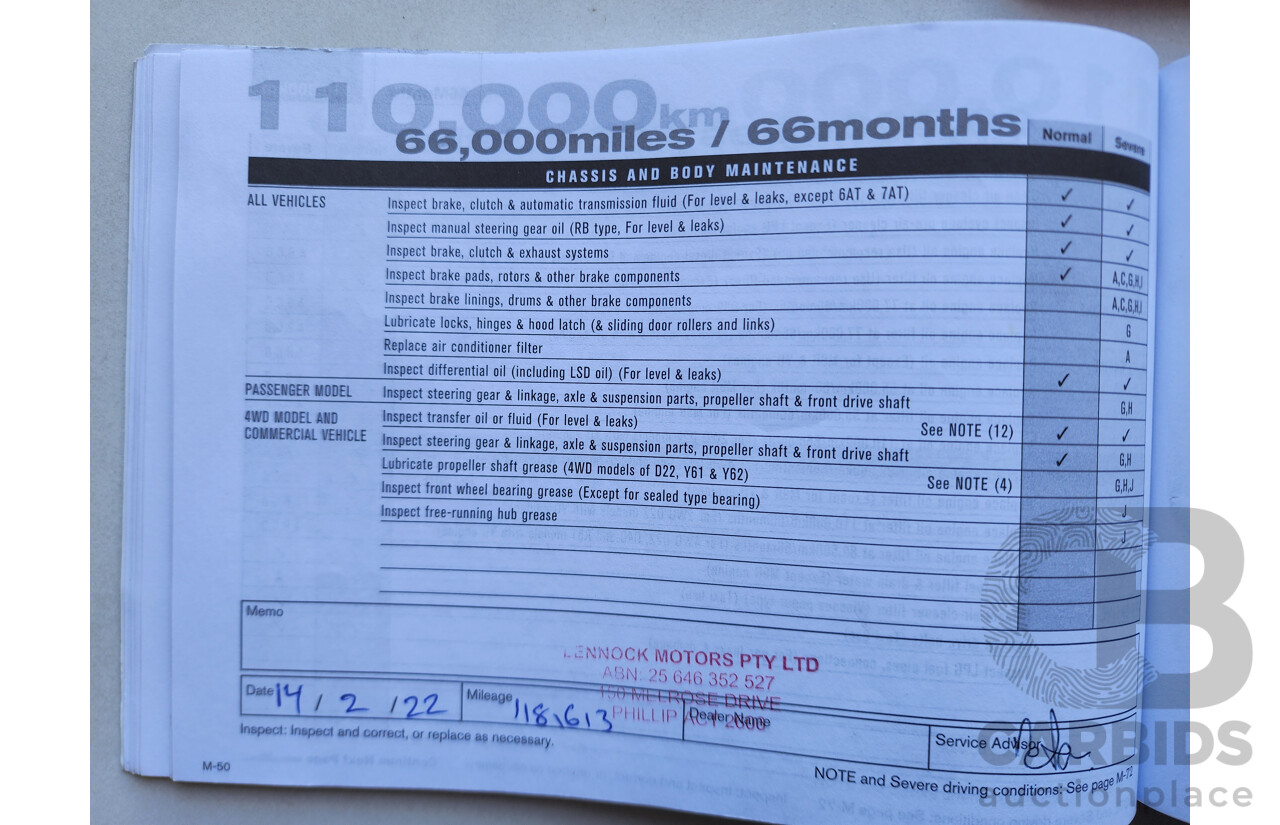 110,000km
66,000miles / 66months
Normal Severe
CHASSIS AND BODY MAINTENANCE
ALL VEHICLES Inspect brake, clutch & automatic transmission fluid (For level & leaks, except 6AT & 7AT) ✓ ✓
Inspect manual steering gear oil (RB type, For level & leaks) ✓ ✓
Inspect brake, clutch & exhaust systems ✓ ✓
Inspect brake pads, rotors & other brake components ✓ A,C,G,H,J
Inspect brake linings, drums & other brake components A,C,G,H,J
Lubricate locks, hinges & hood latch (& sliding door rollers and links) G
Replace air conditioner filter A
Inspect differential oil (including LSD oil) (For level & leaks) ✓ ✓
PASSENGER MODEL Inspect steering gear & linkage, axle & suspension parts, propeller shaft & front drive shaft G,H
4WD MODEL AND Inspect transfer oil or fluid (For level & leaks) See NOTE (12) ✓ ✓
COMMERCIAL VEHICLE Inspect steering gear & linkage, axle & suspension parts, propeller shaft & front drive shaft ✓ G,H
Lubricate propeller shaft grease (4WD models of D22, Y61 & Y62) See NOTE (4) G,H,J
Inspect front wheel bearing grease (Except for sealed type bearing) J
Inspect free-running hub grease J
Memo
LENNOCK MOTORS PTY LTD
ABN: 25 646 352 527
150 MELROSE DRIVE
PHILLIP ACT 2606
Date 14 / 2 / 22 Mileage 118,613 Dealer Name
Service Advisor
Inspect: Inspect and correct, or replace as necessary.
NOTE and Severe driving conditions: See page M-72
M-50
CB
CARBIDS
auctionplace